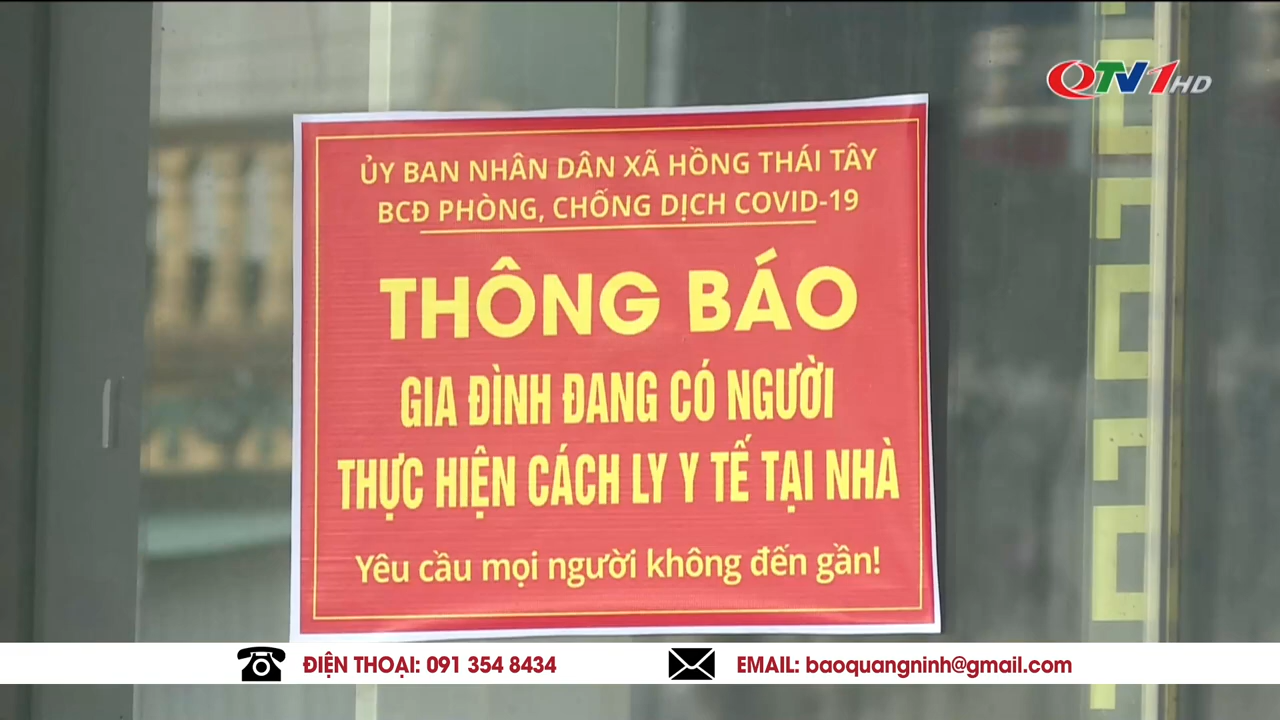 QTV1HD
ỦY BAN NHÂN DÂN XÃ HỒNG THÁI TÂY
BCĐ PHÒNG, CHỐNG DỊCH COVID-19
THÔNG BÁO
GIA ĐÌNH ĐANG CÓ NGƯỜI
THỰC HIỆN CÁCH LY Y TẾ TẠI NHÀ
Yêu cầu mọi người không đến gần!
ĐIỆN THOẠI: 091 354 8434
EMAIL: baoquangninh@gmail.com